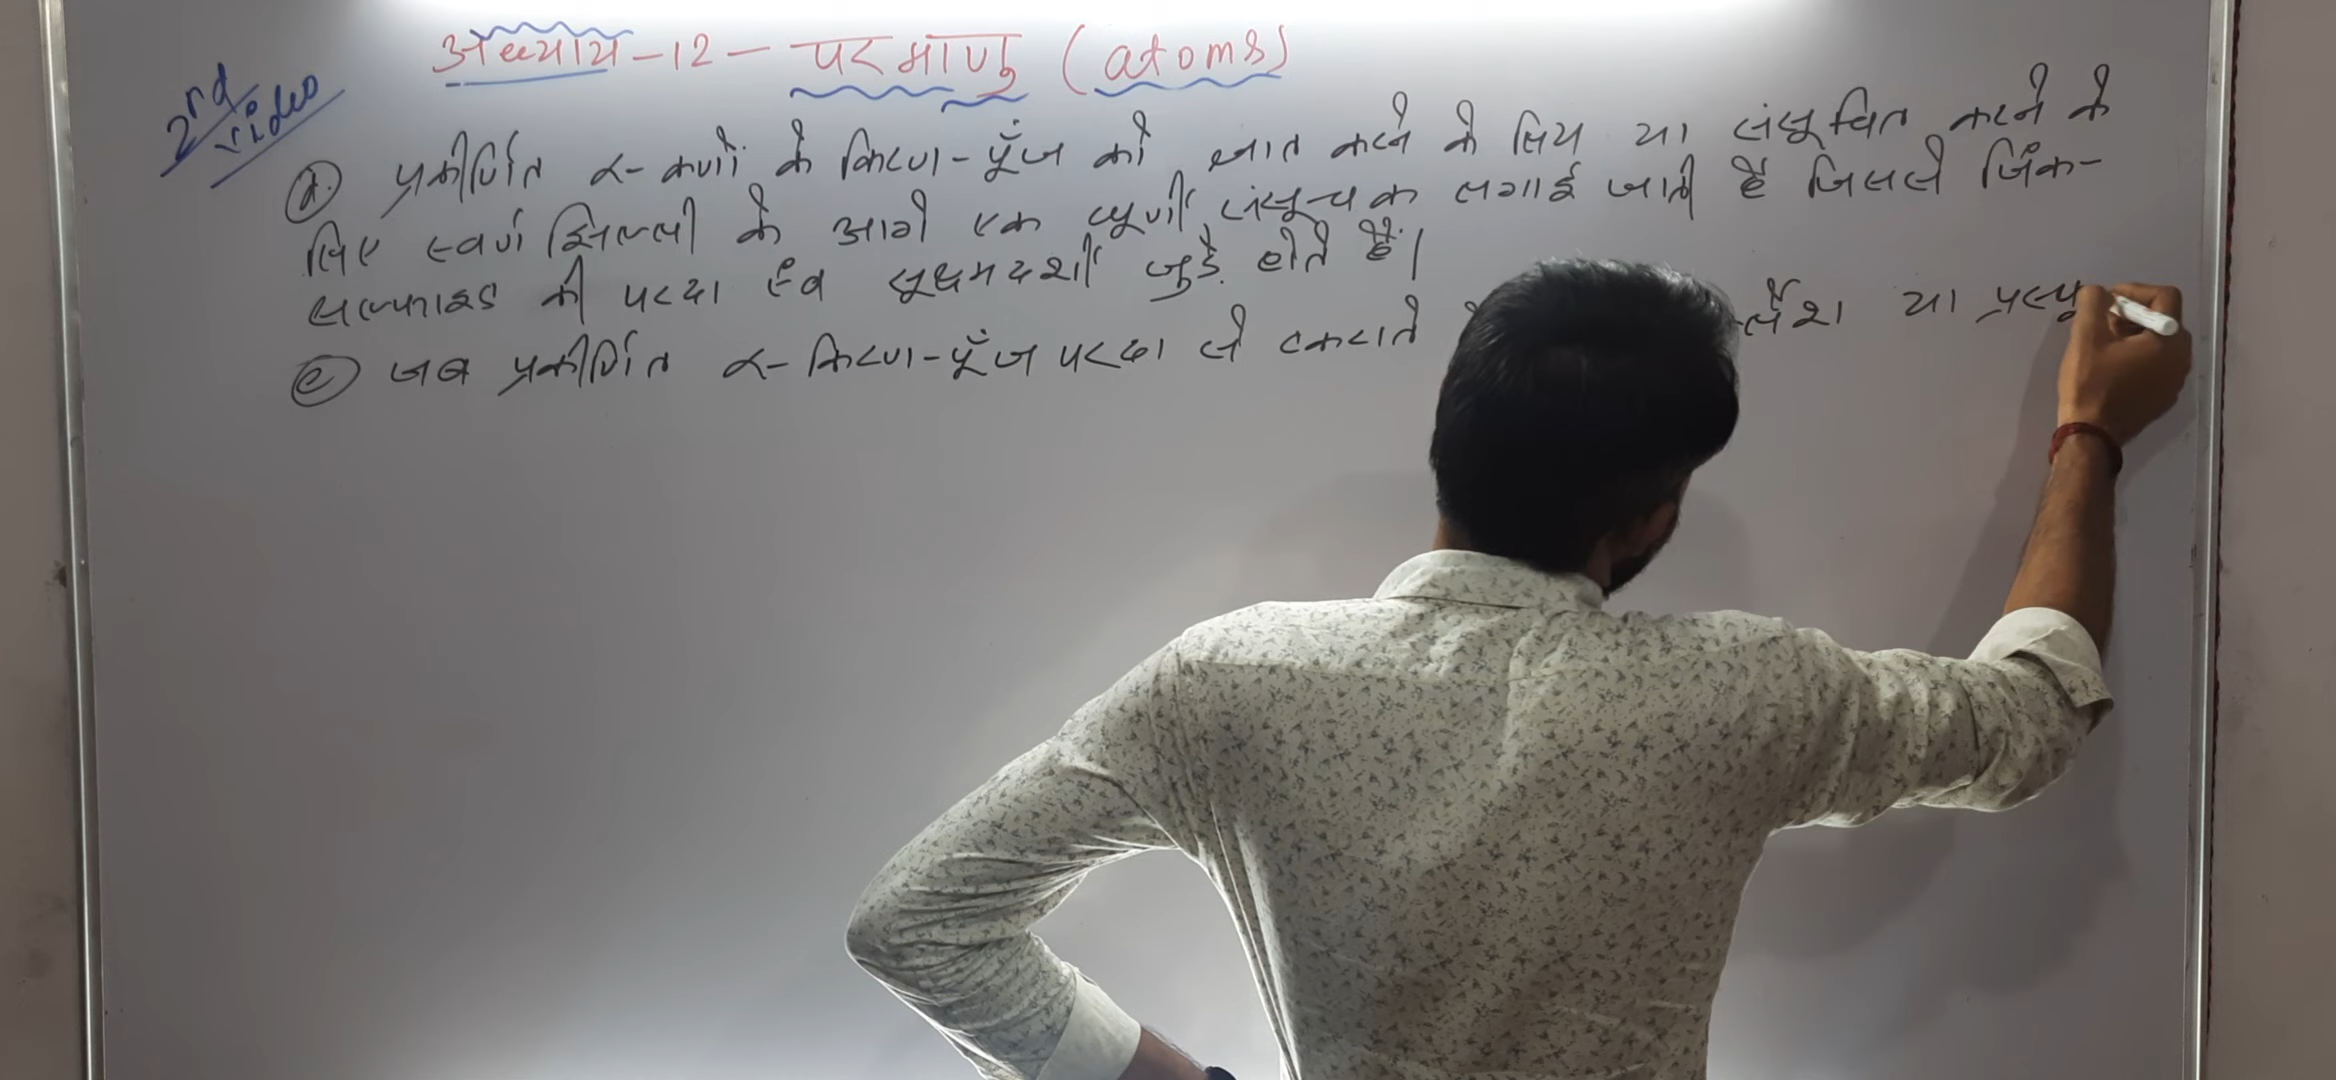 अध्याय-12- परमाणु (atoms)
2nd video
(d) प्रकीर्णित α-कणों के किरण-पूँज को ज्ञात करने के लिय या संसूचित करने के
लिए स्वर्ण झिल्ली के आगे एक घूर्णी संसूचक लगाई जाती हैं जिससे जिंक-
सल्फाइड की परदा एंव सूक्ष्मदर्शी जुड़े होते हैं।
(e) जब प्रकीर्णित α-किरण-पूँज परदा से टकराते या प्रस्फु